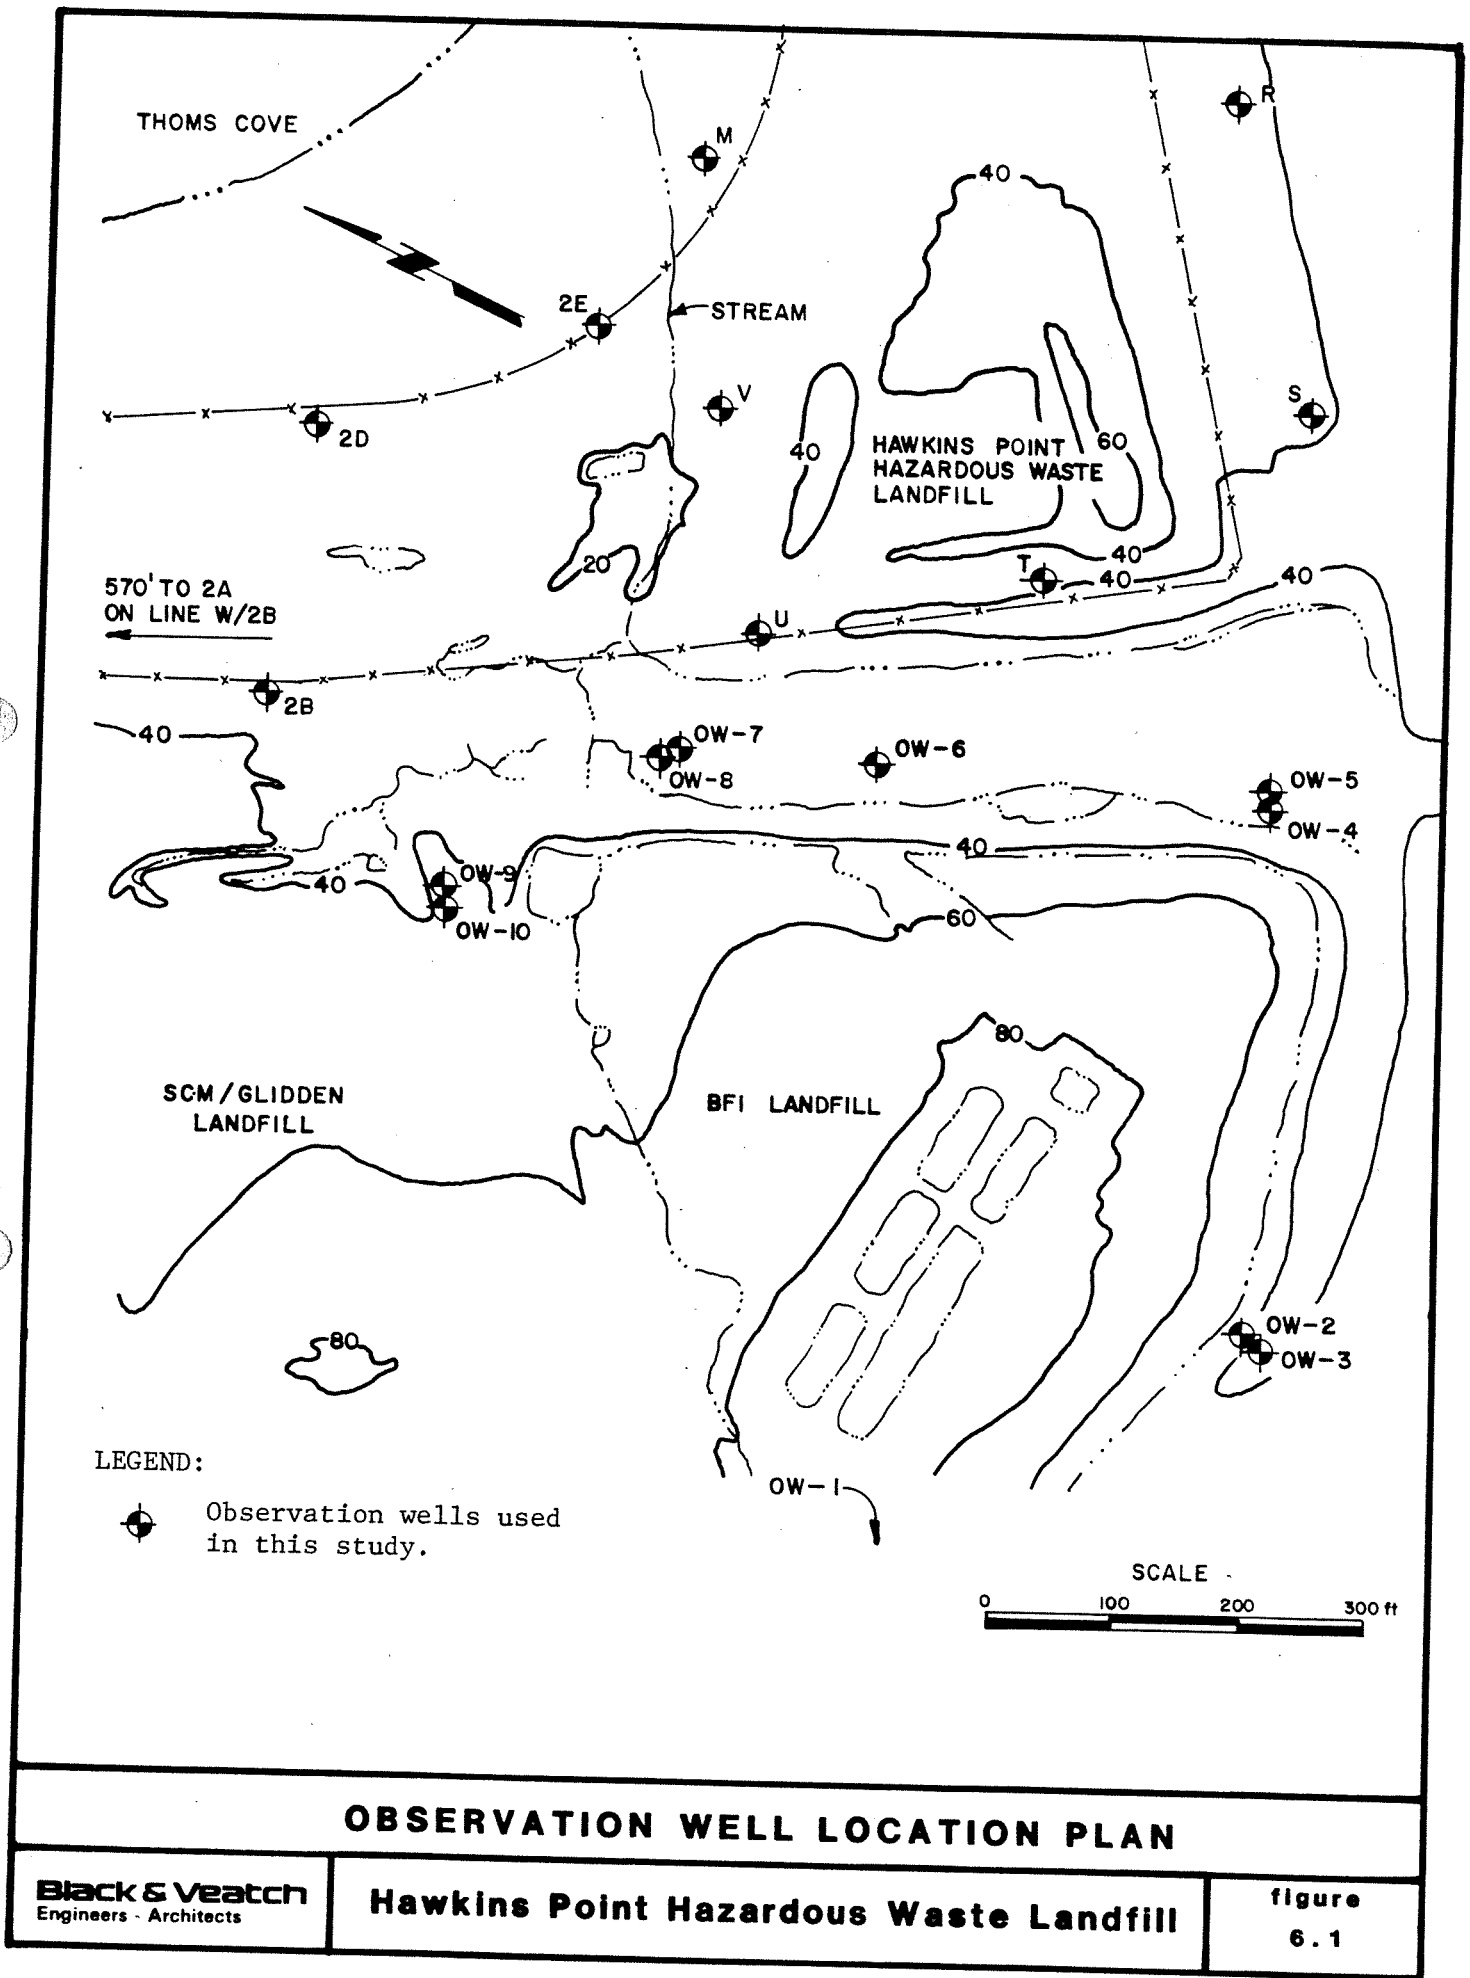 THOMS COVE
M
R
40
2E
STREAM
V
S
2D
40
HAWKINS POINT
HAZARDOUS WASTE
LANDFILL
60
20
40
T
40
40
570' TO 2A
ON LINE W/2B
U
2B
40
OW-7
OW-8
OW-6
OW-5
OW-4
40
OW-9
40
OW-10
60
80
SCM/GLIDDEN
LANDFILL
BFI LANDFILL
OW-2
OW-3
80
LEGEND:
OW-1
Observation wells used
in this study.
SCALE
0 100 200 300 ft
OBSERVATION WELL LOCATION PLAN
Black & Veatch
Engineers - Architects
Hawkins Point Hazardous Waste Landfill
figure
6.1